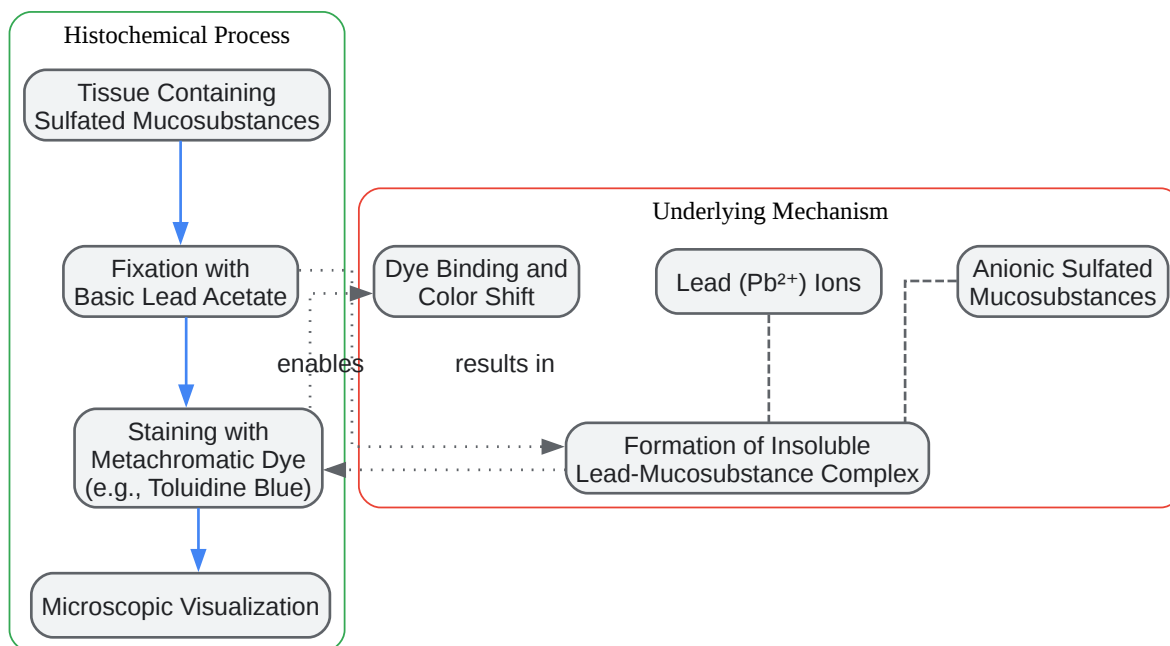 Histochemical Process
Tissue Containing
Sulfated Mucosubstances
Underlying Mechanism
Fixation with
Basic Lead Acetate
Dye Binding and
Color Shift
Lead (Pb²⁺) Ions
Anionic Sulfated
Mucosubstances
enables
results in
Staining with
Metachromatic Dye
(e.g., Toluidine Blue)
Formation of Insoluble
Lead-Mucosubstance Complex
Microscopic Visualization